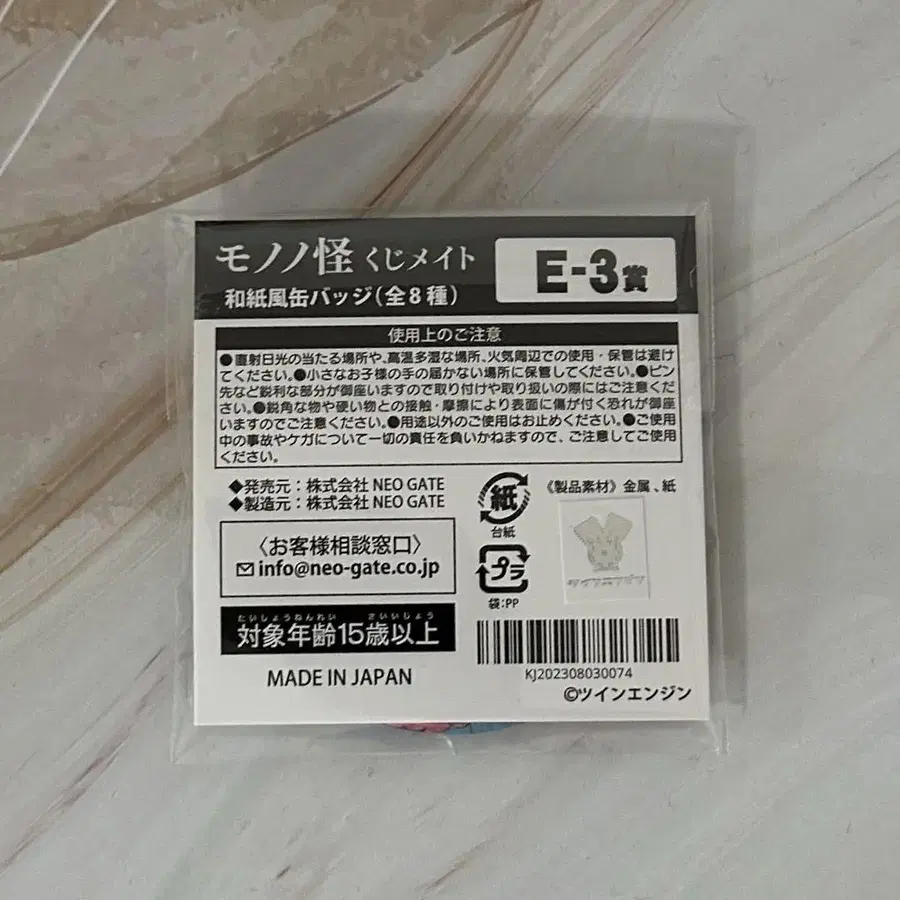 モノノ怪 くじメイト
E-3賞
和紙風缶バッジ(全8種)
使用上のご注意
●直射日光の当たる場所や、高温多湿な場所、火気周辺での使用・保管は避け
てください。●小さなお子様の手の届かない場所に保管してください。●ピン
先など鋭利な部分が御座いますので取り付けや取り扱いの際にはご注意くだ
さい。●鋭角な物や硬い物との接触・摩擦により表面に傷が付く恐れが御座
いますのでご注意ください。●用途以外のご使用はお止めください。●ご使用
中の事故やケガについて一切の責任を負いかねますので、ご注意してご使用
ください。
◆発売元：株式会社 NEO GATE
◆製造元：株式会社 NEO GATE
〈お客様相談窓口〉
info@neo-gate.co.jp
たいしょうねんれい さいいじょう
対象年齢15歳以上
MADE IN JAPAN
紙
台紙
プラ
袋:PP
《製品素材》金属、紙
KJ202308030074
©ツインエンジン